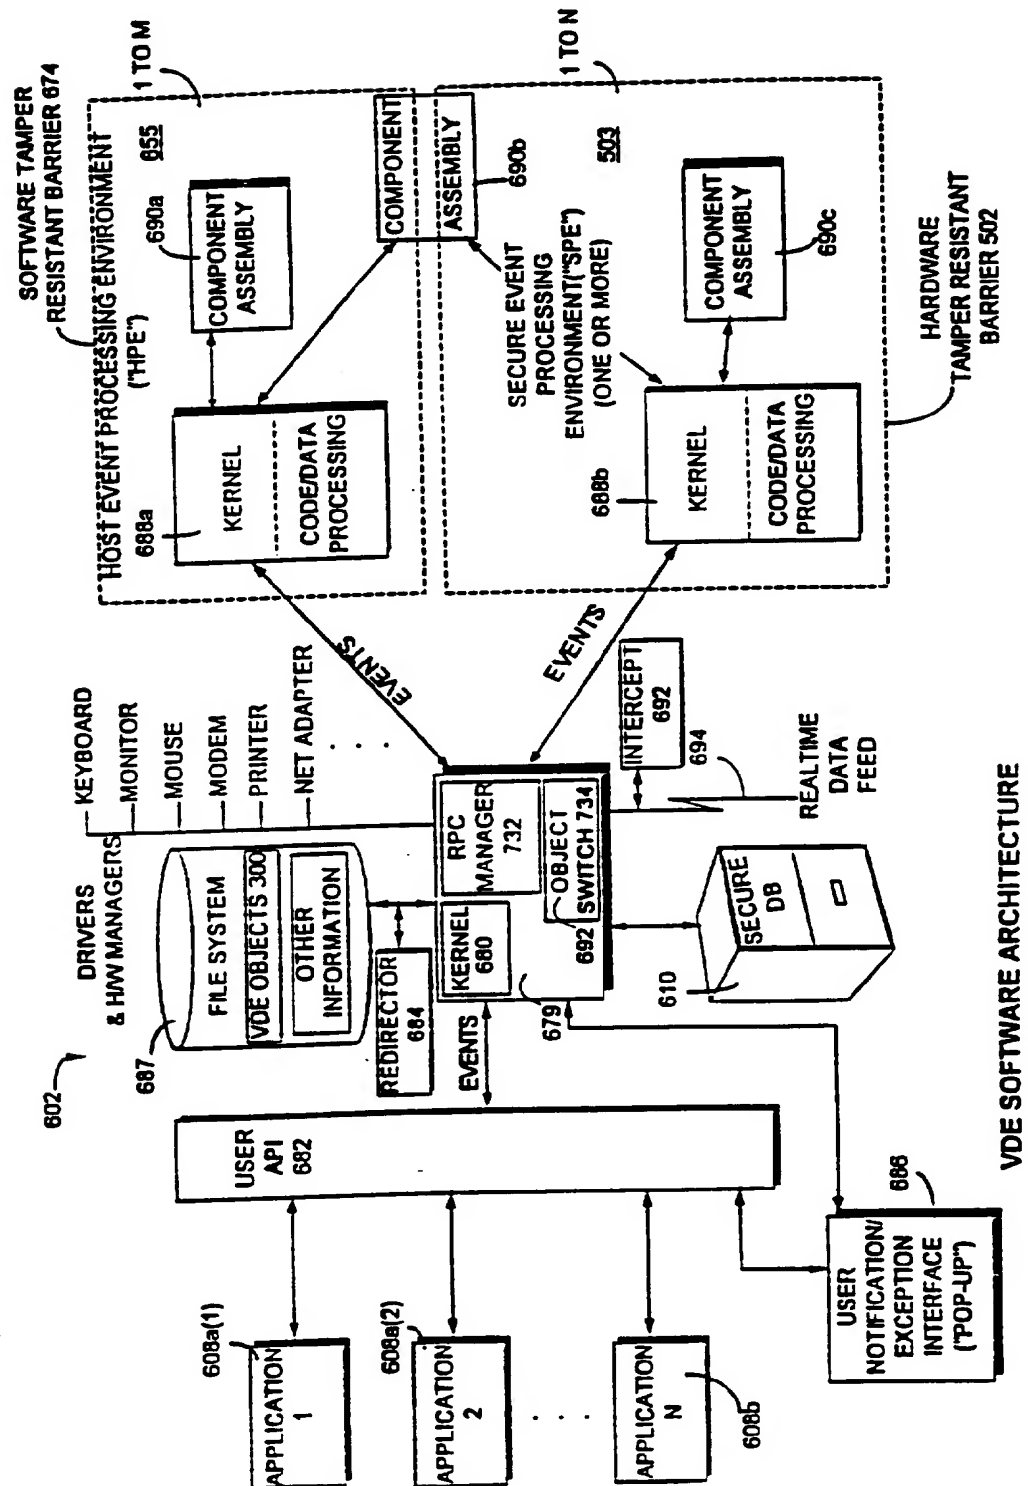 SOFTWARE TAMPER
RESISTANT BARRIER 674
HOST EVENT PROCESSING ENVIRONMENT
("HPE")
1 TO M
655
690a
COMPONENT
ASSEMBLY
688a
KERNEL
CODE/DATA
PROCESSING
COMPONENT
ASSEMBLY
690b
1 TO N
503
SECURE EVENT
PROCESSING
ENVIRONMENT("SPE")
(ONE OR MORE)
688b
KERNEL
CODE/DATA
PROCESSING
COMPONENT
ASSEMBLY
690c
HARDWARE
TAMPER RESISTANT
BARRIER 502
EVENTS
EVENTS
602
DRIVERS
& H/W MANAGERS
KEYBOARD
MONITOR
MOUSE
MODEM
PRINTER
NET ADAPTER
. . . .
687
FILE SYSTEM
VDE OBJECTS 300
OTHER
INFORMATION
REDIRECTOR
684
EVENTS
KERNEL
680
RPC
MANAGER
732
OBJECT
SWITCH 734
692
679
INTERCEPT
692
694
REALTIME
DATA
FEED
SECURE
DB
610
USER
API
682
608a(1)
APPLICATION
1
608a(2)
APPLICATION
2
. . . .
APPLICATION
N
608b
686
USER
NOTIFICATION/
EXCEPTION
INTERFACE
("POP-UP")
VDE SOFTWARE ARCHITECTURE